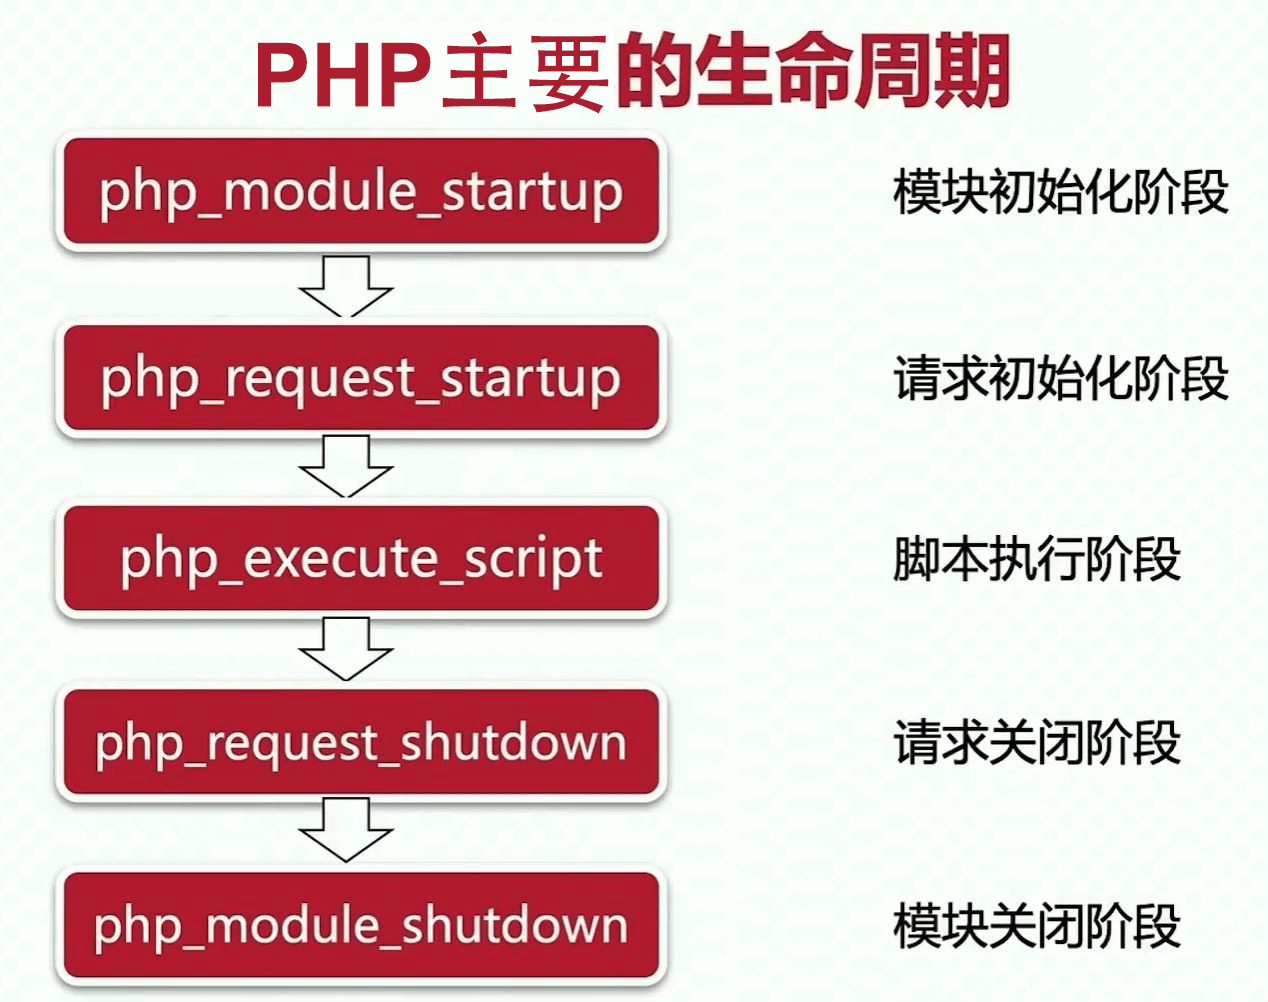 PHP主要的生命周期
php_module_startup 模块初始化阶段
php_request_startup 请求初始化阶段
php_execute_script 脚本执行阶段
php_request_shutdown 请求关闭阶段
php_module_shutdown 模块关闭阶段